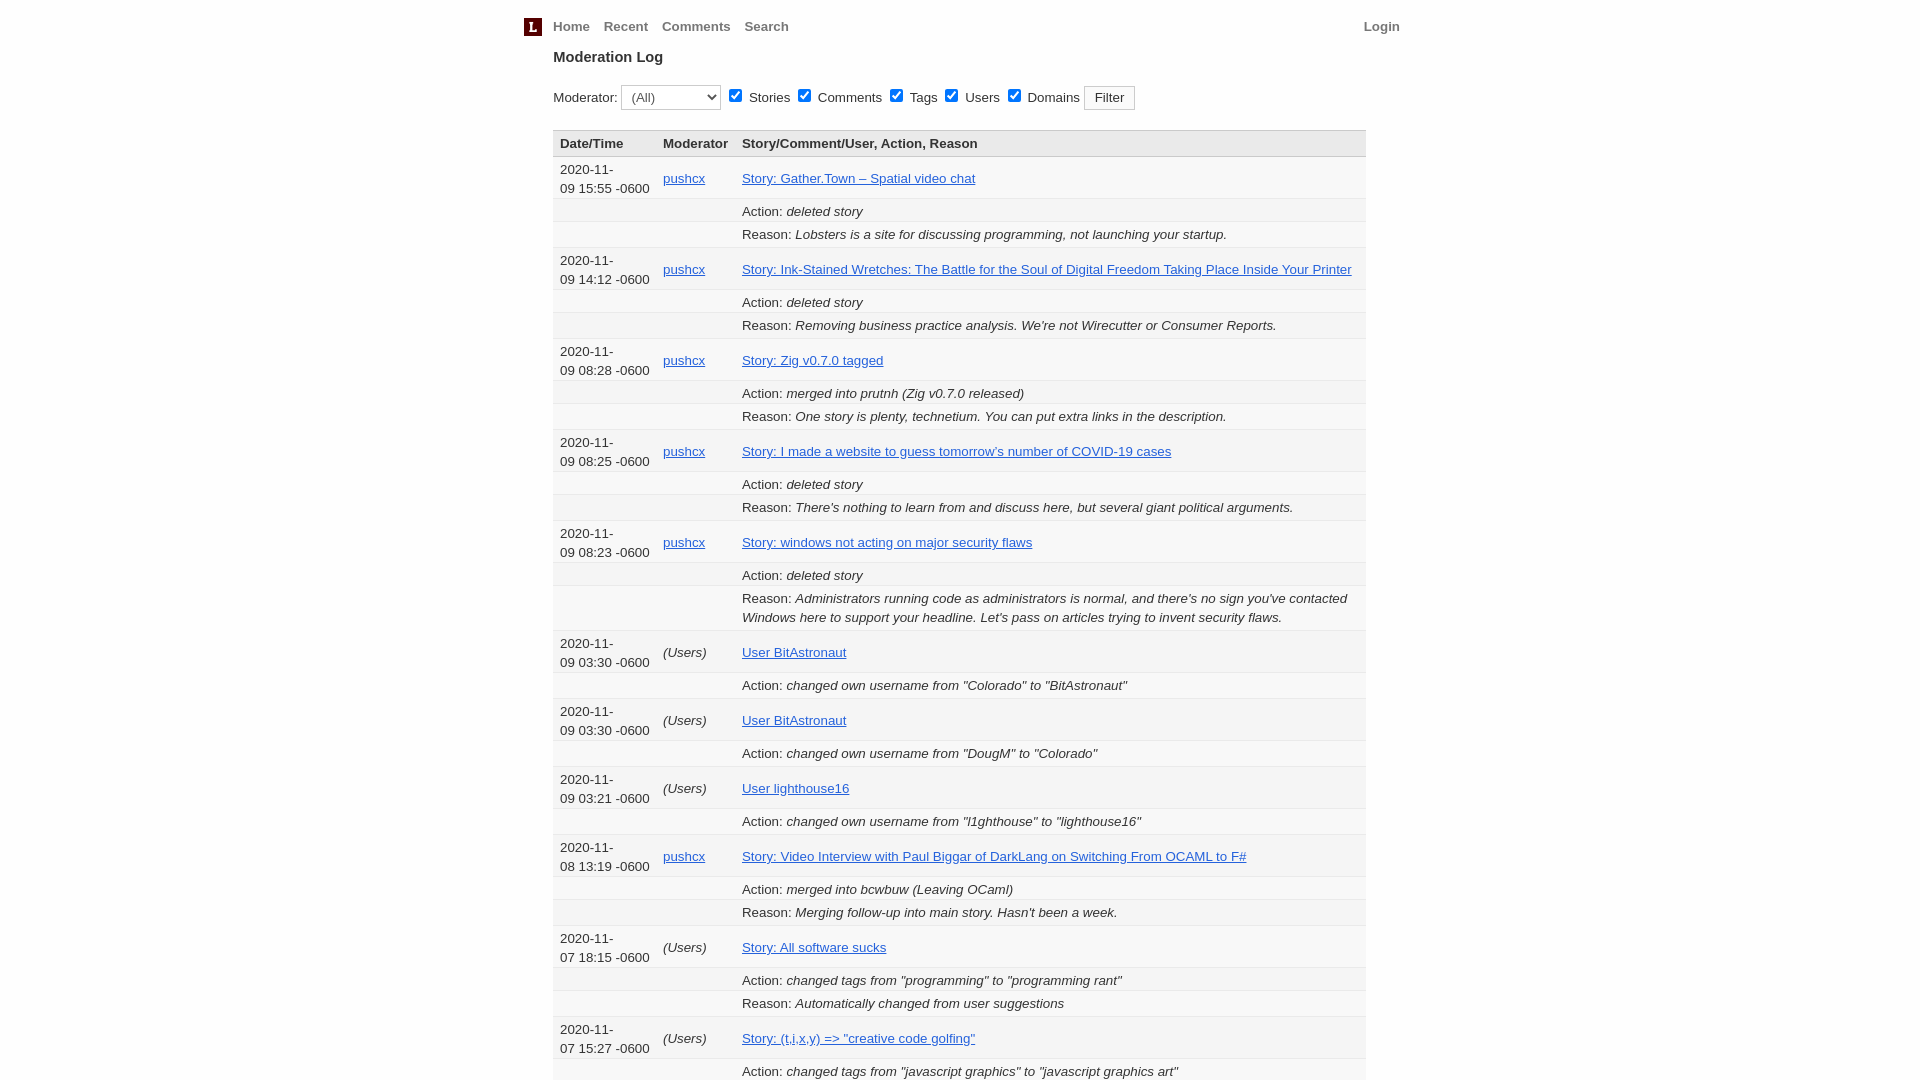 L Home Recent Comments Search Login
Moderation Log
Moderator: (All) Stories Comments Tags Users Domains Filter
Date/Time Moderator Story/Comment/User, Action, Reason
2020-11-
09 15:55 -0600 pushcx Story: Gather.Town – Spatial video chat
Action: deleted story
Reason: Lobsters is a site for discussing programming, not launching your startup.
2020-11-
09 14:12 -0600 pushcx Story: Ink-Stained Wretches: The Battle for the Soul of Digital Freedom Taking Place Inside Your Printer
Action: deleted story
Reason: Removing business practice analysis. We're not Wirecutter or Consumer Reports.
2020-11-
09 08:28 -0600 pushcx Story: Zig v0.7.0 tagged
Action: merged into prutnh (Zig v0.7.0 released)
Reason: One story is plenty, technetium. You can put extra links in the description.
2020-11-
09 08:25 -0600 pushcx Story: I made a website to guess tomorrow's number of COVID-19 cases
Action: deleted story
Reason: There's nothing to learn from and discuss here, but several giant political arguments.
2020-11-
09 08:23 -0600 pushcx Story: windows not acting on major security flaws
Action: deleted story
Reason: Administrators running code as administrators is normal, and there's no sign you've contacted
Windows here to support your headline. Let's pass on articles trying to invent security flaws.
2020-11-
09 03:30 -0600 (Users) User BitAstronaut
Action: changed own username from "Colorado" to "BitAstronaut"
2020-11-
09 03:30 -0600 (Users) User BitAstronaut
Action: changed own username from "DougM" to "Colorado"
2020-11-
09 03:21 -0600 (Users) User lighthouse16
Action: changed own username from "l1ghthouse" to "lighthouse16"
2020-11-
08 13:19 -0600 pushcx Story: Video Interview with Paul Biggar of DarkLang on Switching From OCAML to F#
Action: merged into bcwbuw (Leaving OCaml)
Reason: Merging follow-up into main story. Hasn't been a week.
2020-11-
07 18:15 -0600 (Users) Story: All software sucks
Action: changed tags from "programming" to "programming rant"
Reason: Automatically changed from user suggestions
2020-11-
07 15:27 -0600 (Users) Story: (t,i,x,y) => "creative code golfing"
Action: changed tags from "javascript graphics" to "javascript graphics art"